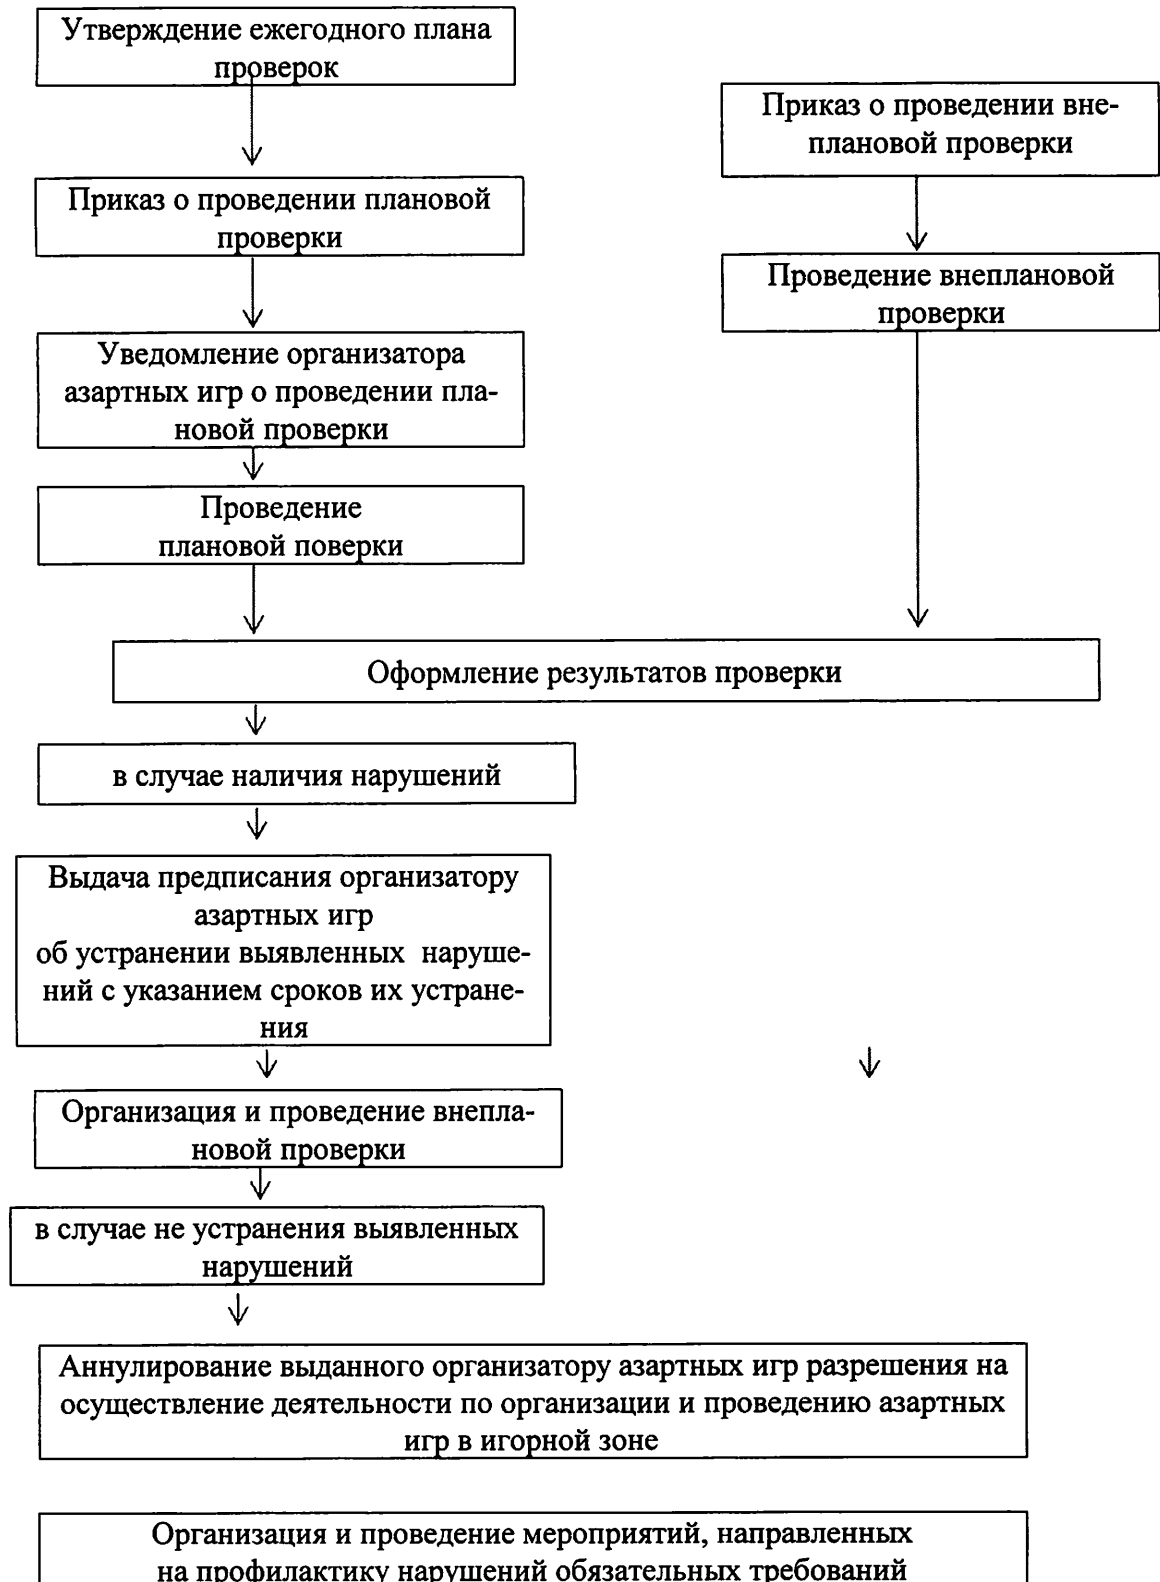 Утверждение ежегодного плана
проверок
Приказ о проведении вне-
плановой проверки
Приказ о проведении плановой
проверки
Проведение внеплановой
проверки
Уведомление организатора
азартных игр о проведении пла-
новой проверки
Проведение
плановой поверки
Оформление результатов проверки
в случае наличия нарушений
Выдача предписания организатору
азартных игр
об устранении выявленных наруше-
ний с указанием сроков их устране-
ния
Организация и проведение внепла-
новой проверки
в случае не устранения выявленных
нарушений
Аннулирование выданного организатору азартных игр разрешения на
осуществление деятельности по организации и проведению азартных
игр в игорной зоне
Организация и проведение мероприятий, направленных
на профилактику нарушений обязательных требований